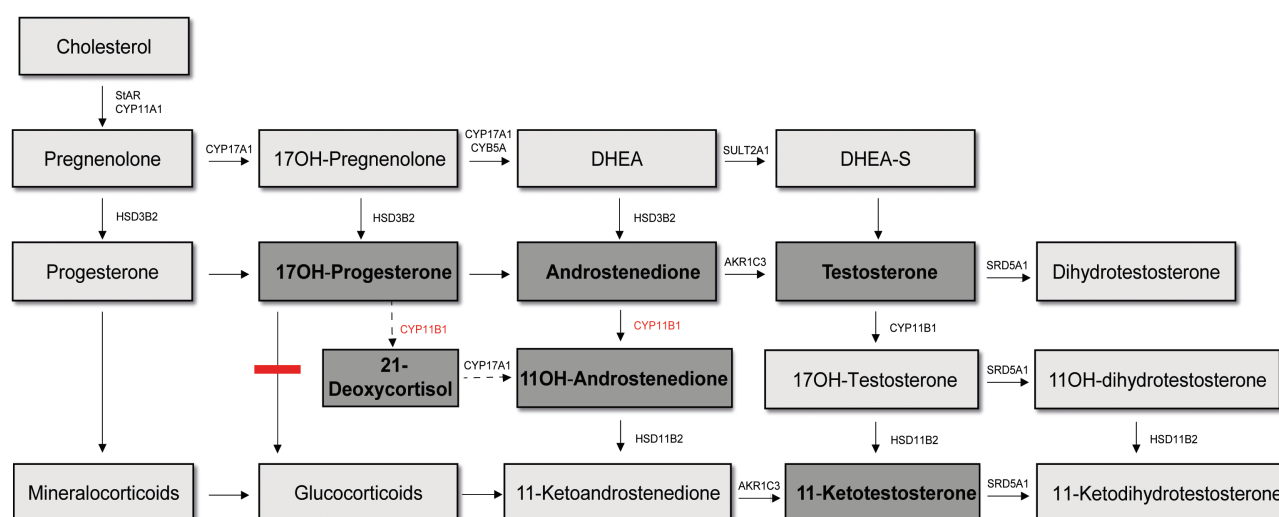 Cholesterol
StAR
CYP11A1
Pregnenolone
CYP17A1
17OH-Pregnenolone
CYP17A1
CYB5A
DHEA
SULT2A1
DHEA-S
HSD3B2
HSD3B2
HSD3B2
Progesterone
17OH-Progesterone
Androstenedione
AKR1C3
Testosterone
SRD5A1
Dihydrotestosterone
CYP11B1
CYP11B1
CYP11B1
21-
Deoxycortisol
CYP17A1
11OH-Androstenedione
17OH-Testosterone
SRD5A1
11OH-dihydrotestosterone
HSD11B2
HSD11B2
HSD11B2
Mineralocorticoids
Glucocorticoids
11-Ketoandrostenedione
AKR1C3
11-Ketotestosterone
SRD5A1
11-Ketodihydrotestosterone